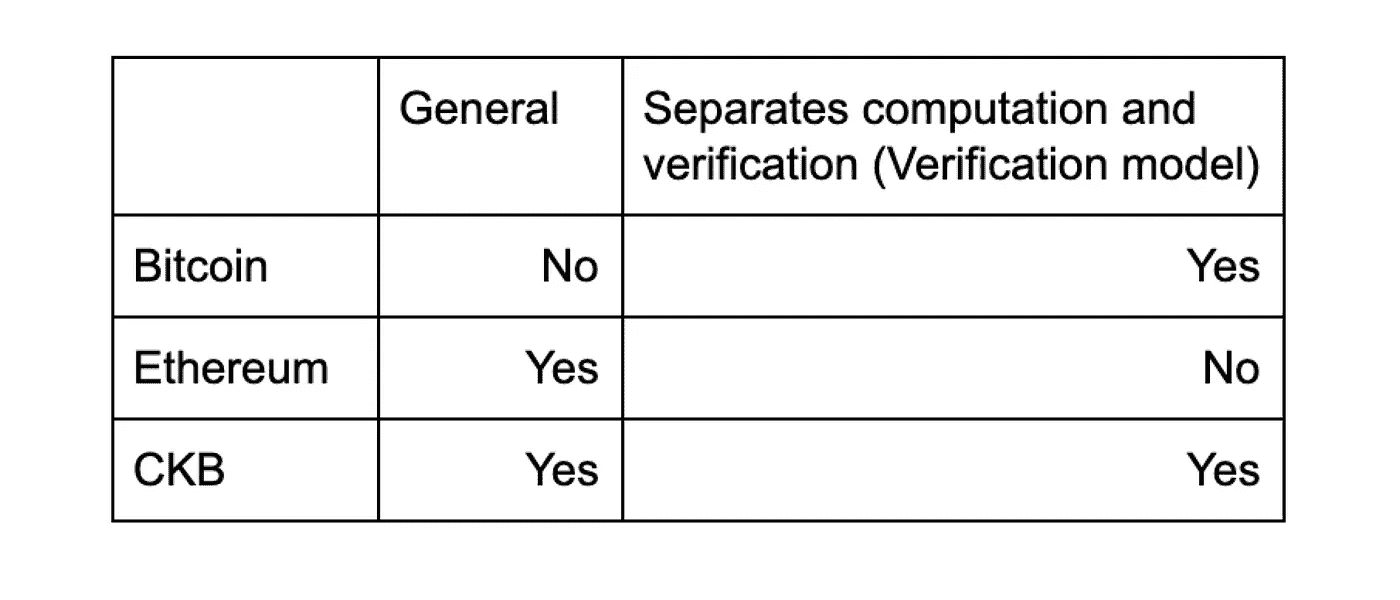 General
Separates computation and
verification (Verification model)
Bitcoin No Yes
Ethereum Yes No
CKB Yes Yes